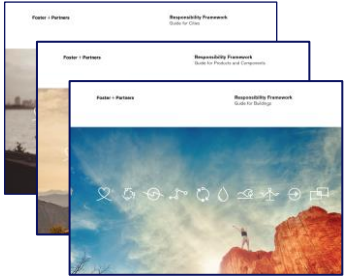 Foster + Partners
Responsibility Framework
Guide for Cities
Foster + Partners
Responsibility Framework
Guide for Products and Components
Foster + Partners
Responsibility Framework
Guide for Buildings